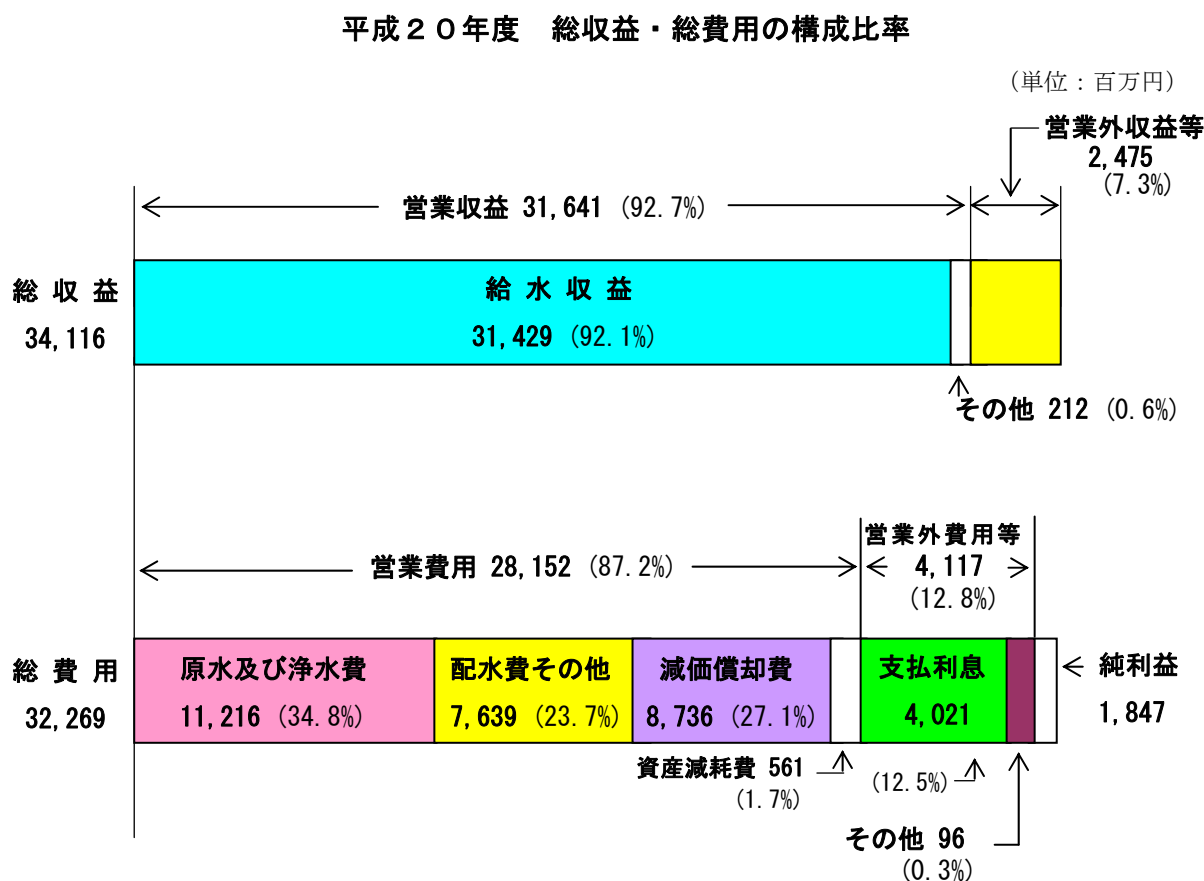 平成２０年度　総収益・総費用の構成比率
（単位：百万円）
営業外収益等
2,475
(7.3%)
営業収益 31,641 (92.7%)
総収益
34,116
給水収益
31,429 (92.1%)
その他 212 (0.6%)
営業外費用等
4,117
(12.8%)
営業費用 28,152 (87.2%)
総費用
32,269
原水及び浄水費
11,216 (34.8%)
配水費その他
7,639 (23.7%)
減価償却費
8,736 (27.1%)
支払利息
4,021
純利益
1,847
資産減耗費 561
(1.7%)
(12.5%)
その他 96
(0.3%)